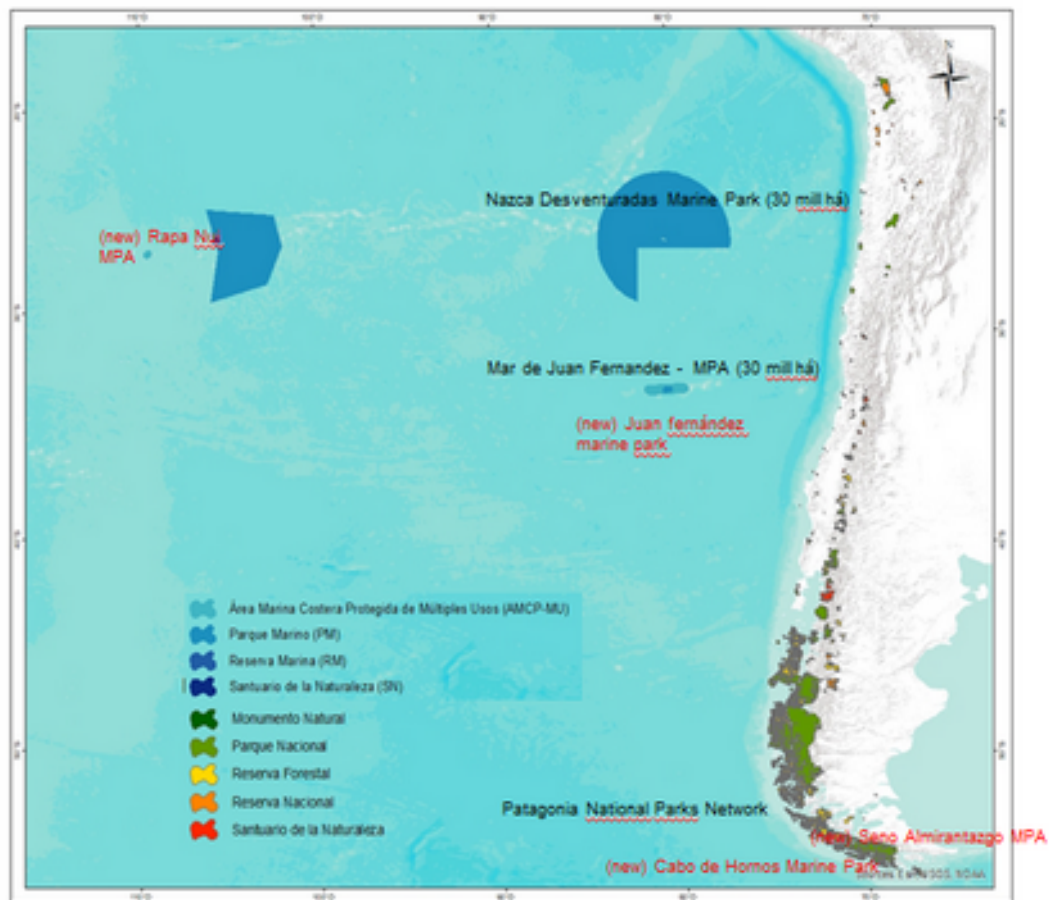 Nazca Desventuradas Marine Park (30 mill há)
(new) Rapa Nui
MPA
Mar de Juan Fernandez - MPA (30 mill há)
(new) Juan fernández
marine park
Área Marina Costera Protegida de Múltiples Usos (AMCP-MU)
Parque Marino (PM)
Reserva Marina (RM)
Santuario de la Naturaleza (SN)
Monumento Natural
Parque Nacional
Reserva Forestal
Reserva Nacional
Santuario de la Naturaleza
Patagonia National Parks Network
(new) Seno Almirantazgo MPA
(new) Cabo de Hornos Marine Park